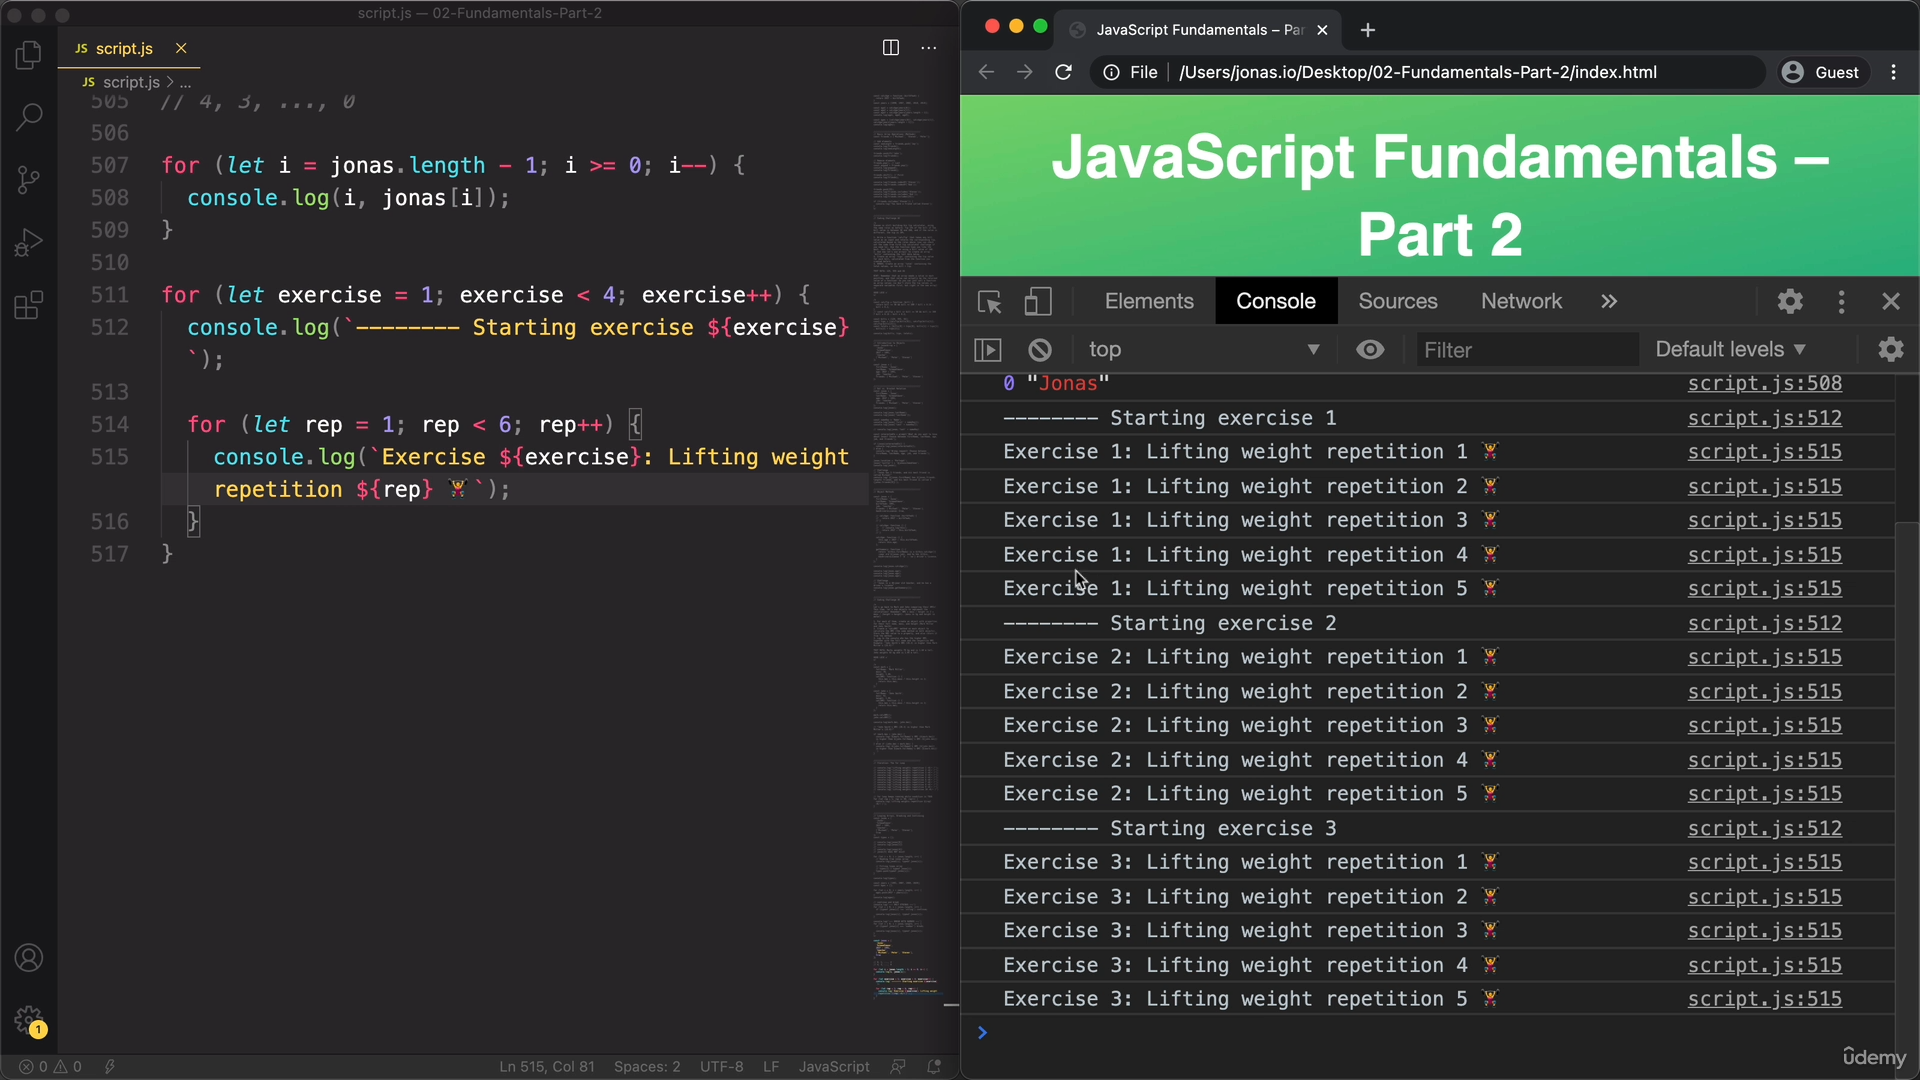 script.js — 02-Fundamentals-Part-2
JS script.js ×
JS script.js > ...
505 // 4, 3, ..., 0
506
507 for (let i = jonas.length - 1; i >= 0; i--) {
508 console.log(i, jonas[i]);
509 }
510
511 for (let exercise = 1; exercise < 4; exercise++) {
512 console.log(`-------- Starting exercise ${exercise}
`);
513
514 for (let rep = 1; rep < 6; rep++) {
515 console.log(`Exercise ${exercise}: Lifting weight
repetition ${rep} 🏋️`);
516 }
517 }
1
0 0
Ln 515, Col 81 Spaces: 2 UTF-8 LF JavaScript
JavaScript Fundamentals – Par × +
File | /Users/jonas.io/Desktop/02-Fundamentals-Part-2/index.html Guest
JavaScript Fundamentals –
Part 2
Elements Console Sources Network »
top ▼ Filter Default levels ▼
0 "Jonas" script.js:508
-------- Starting exercise 1 script.js:512
Exercise 1: Lifting weight repetition 1 🏋️ script.js:515
Exercise 1: Lifting weight repetition 2 🏋️ script.js:515
Exercise 1: Lifting weight repetition 3 🏋️ script.js:515
Exercise 1: Lifting weight repetition 4 🏋️ script.js:515
Exercise 1: Lifting weight repetition 5 🏋️ script.js:515
-------- Starting exercise 2 script.js:512
Exercise 2: Lifting weight repetition 1 🏋️ script.js:515
Exercise 2: Lifting weight repetition 2 🏋️ script.js:515
Exercise 2: Lifting weight repetition 3 🏋️ script.js:515
Exercise 2: Lifting weight repetition 4 🏋️ script.js:515
Exercise 2: Lifting weight repetition 5 🏋️ script.js:515
-------- Starting exercise 3 script.js:512
Exercise 3: Lifting weight repetition 1 🏋️ script.js:515
Exercise 3: Lifting weight repetition 2 🏋️ script.js:515
Exercise 3: Lifting weight repetition 3 🏋️ script.js:515
Exercise 3: Lifting weight repetition 4 🏋️ script.js:515
Exercise 3: Lifting weight repetition 5 🏋️ script.js:515
>
ûdemy